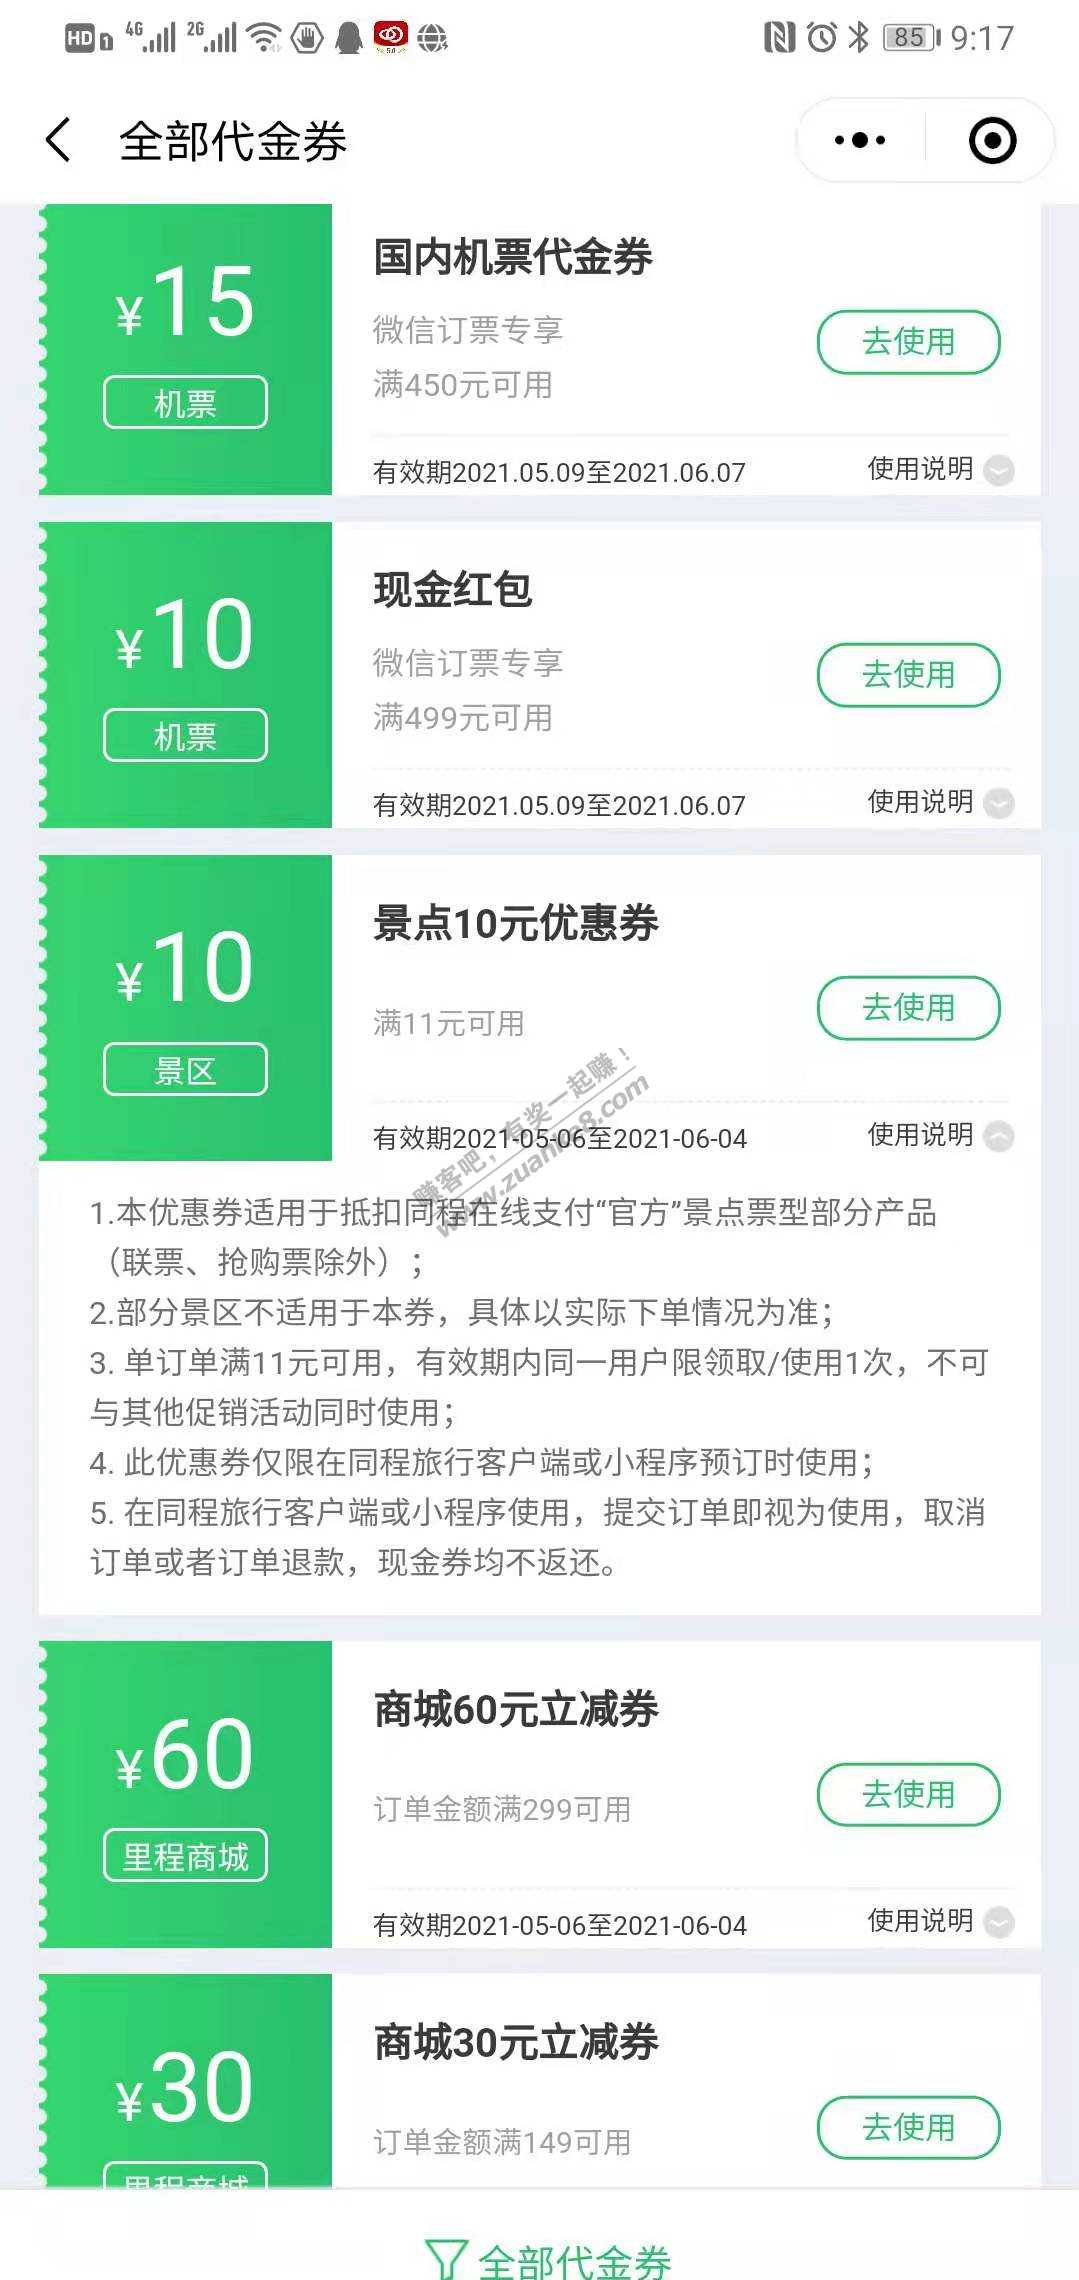 HD 1 4G 2G 5.0 85 9:17
全部代金券
¥15
机票
国内机票代金券
微信订票专享
满450元可用
去使用
有效期2021.05.09至2021.06.07
使用说明
¥10
机票
现金红包
微信订票专享
满499元可用
去使用
有效期2021.05.09至2021.06.07
使用说明
¥10
景区
景点10元优惠券
满11元可用
去使用
有效期2021-05-06至2021-06-04
使用说明
赚客吧，有奖一起赚！
www.zuanke8.com
1.本优惠券适用于抵扣同程在线支付“官方”景点票型部分产品
（联票、抢购票除外）；
2.部分景区不适用于本券，具体以实际下单情况为准；
3. 单订单满11元可用，有效期内同一用户限领取/使用1次，不可
与其他促销活动同时使用；
4. 此优惠券仅限在同程旅行客户端或小程序预订时使用；
5. 在同程旅行客户端或小程序使用，提交订单即视为使用，取消
订单或者订单退款，现金券均不返还。
¥60
里程商城
商城60元立减券
订单金额满299可用
去使用
有效期2021-05-06至2021-06-04
使用说明
¥30
里程商城
商城30元立减券
订单金额满149可用
去使用
全部代金券